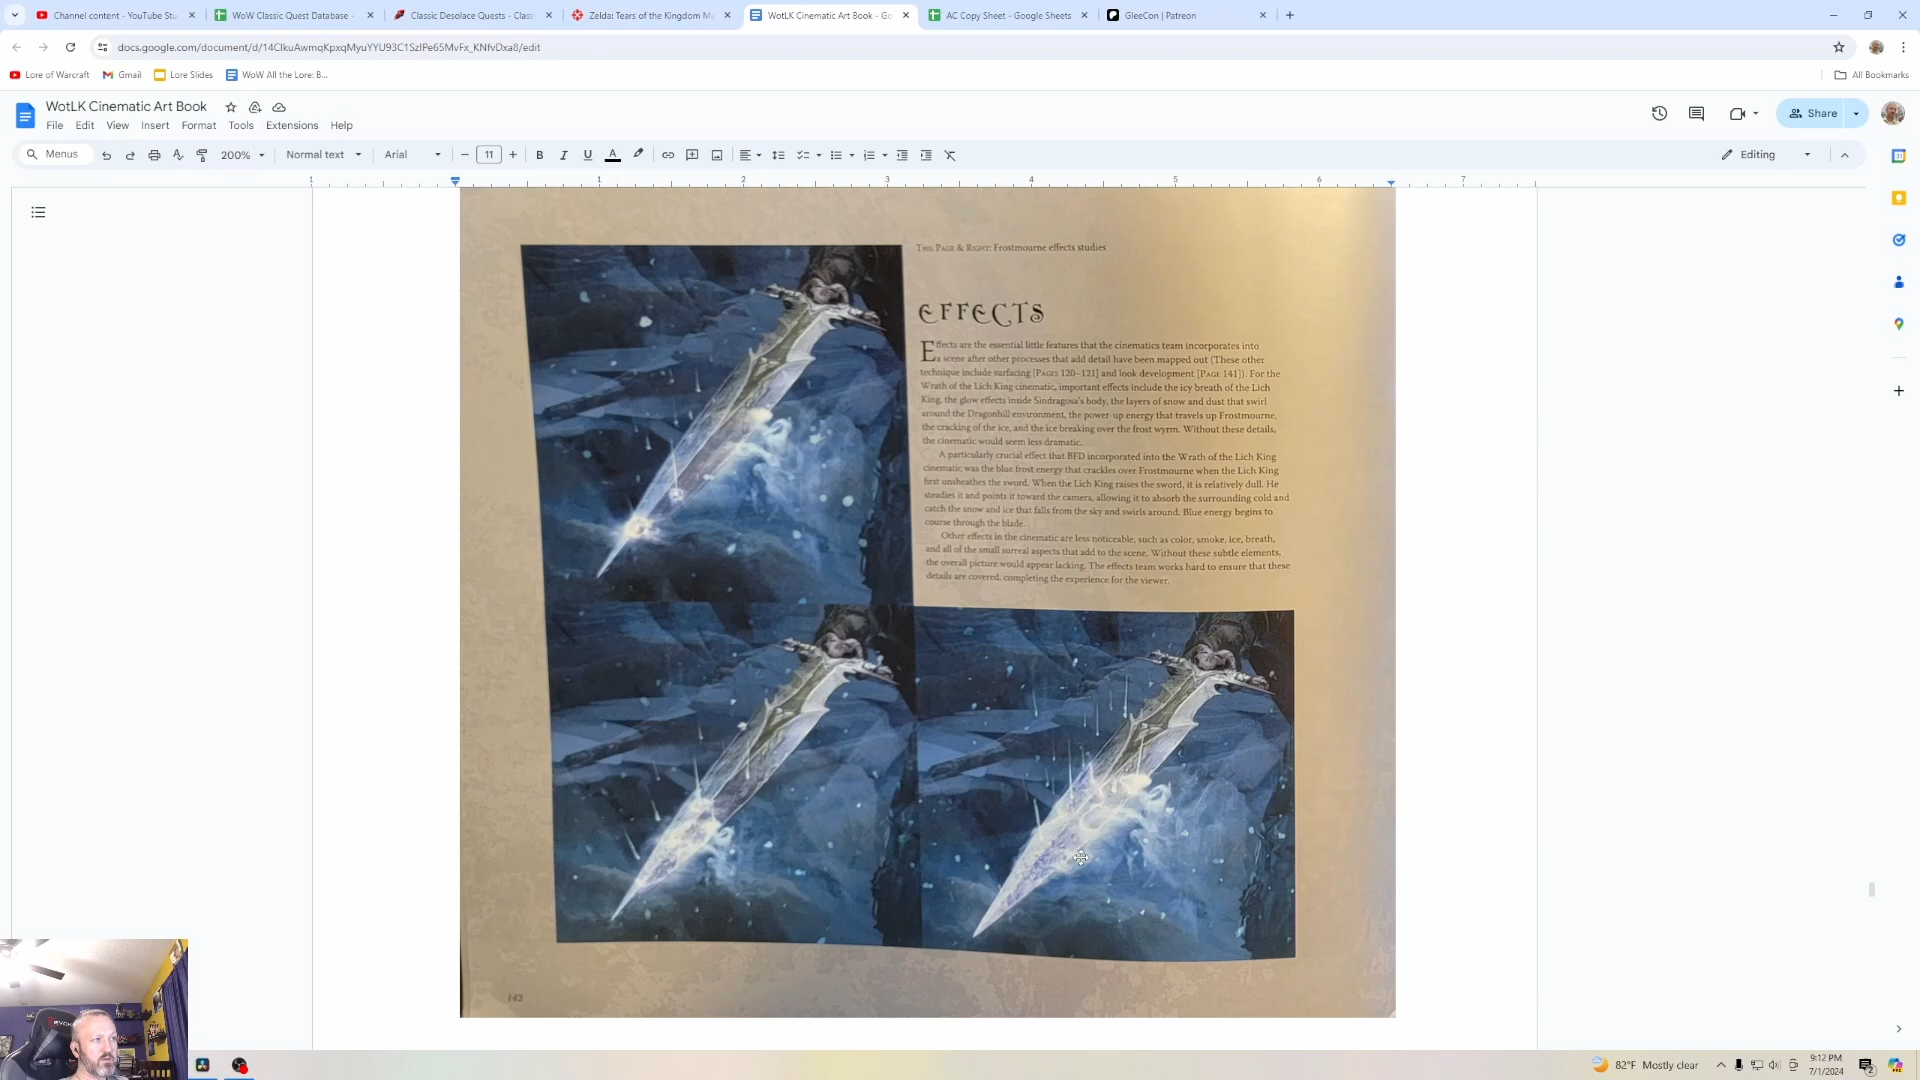 Channel content - YouTube Stu
WoW Classic Quest Database -
Classic Desolace Quests - Class
Zelda: Tears of the Kingdom Ma
WotLK Cinematic Art Book - Go
AC Copy Sheet - Google Sheets
GleeCon | Patreon
docs.google.com/document/d/14ClkuAwmqKpxqMyuYYU93C1SzIPe65MvFx_KNfvDxa8/edit
Lore of Warcraft
Gmail
Lore Slides
WoW All the Lore: B...
All Bookmarks
WotLK Cinematic Art Book
File Edit View Insert Format Tools Extensions Help
Share
Menus
200%
Normal text
Arial
11
Editing
1 1 2 3 4 5 6 7
This Page & Right: Frostmourne effects studies
Effects
Effects are the essential little features that the cinematics team incorporates into
a scene after other processes that add detail have been mapped out (These other
technique include surfacing [Pages 120–121] and look development [Page 141]). For the
Wrath of the Lich King cinematic, important effects include the icy breath of the Lich
King, the glow effects inside Sindragosa's body, the layers of snow and dust that swirl
around the Dragonhill environment, the power-up energy that travels up Frostmourne,
the cracking of the ice, and the ice breaking over the frost wyrm. Without these details,
the cinematic would seem less dramatic.
A particularly crucial effect that BFD incorporated into the Wrath of the Lich King
cinematic was the blue frost energy that crackles over Frostmourne when the Lich King
first unsheathes the sword. When the Lich King raises the sword, it is relatively dull. He
steadies it and points it toward the camera, allowing it to absorb the surrounding cold and
catch the snow and ice that falls from the sky and swirls around. Blue energy begins to
course through the blade.
Other effects in the cinematic are less noticeable, such as color, smoke, ice, breath,
and all of the small surreal aspects that add to the scene. Without these subtle elements,
the overall picture would appear lacking. The effects team works hard to ensure that these
details are covered, completing the experience for the viewer.
82°F Mostly clear
9:12 PM
7/1/2024
2